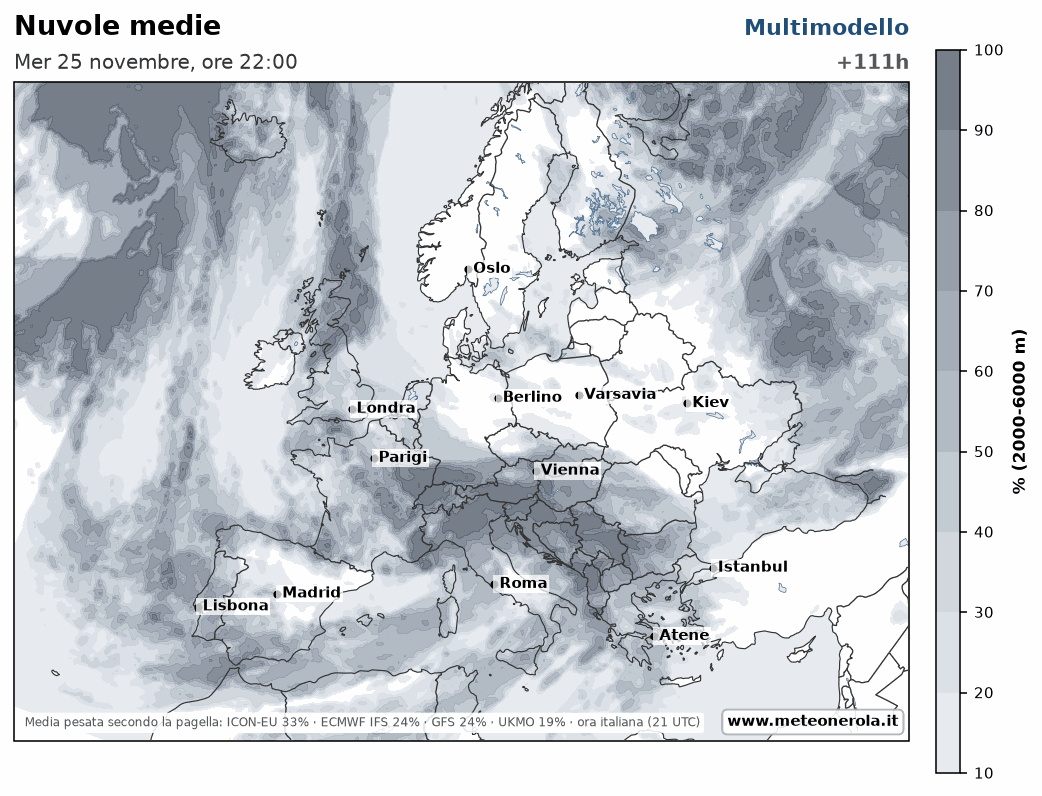 Nuvole medie
Multimodello
Mer 25 novembre, ore 22:00
+111h
100
90
80
70
60
50
40
30
20
10
% (2000-6000 m)
Oslo
Berlino
Varsavia
Kiev
Londra
Parigi
Vienna
Istanbul
Roma
Madrid
Lisbona
Atene
Media pesata secondo la pagella: ICON-EU 33% · ECMWF IFS 24% · GFS 24% · UKMO 19% · ora italiana (21 UTC)
www.meteonerola.it